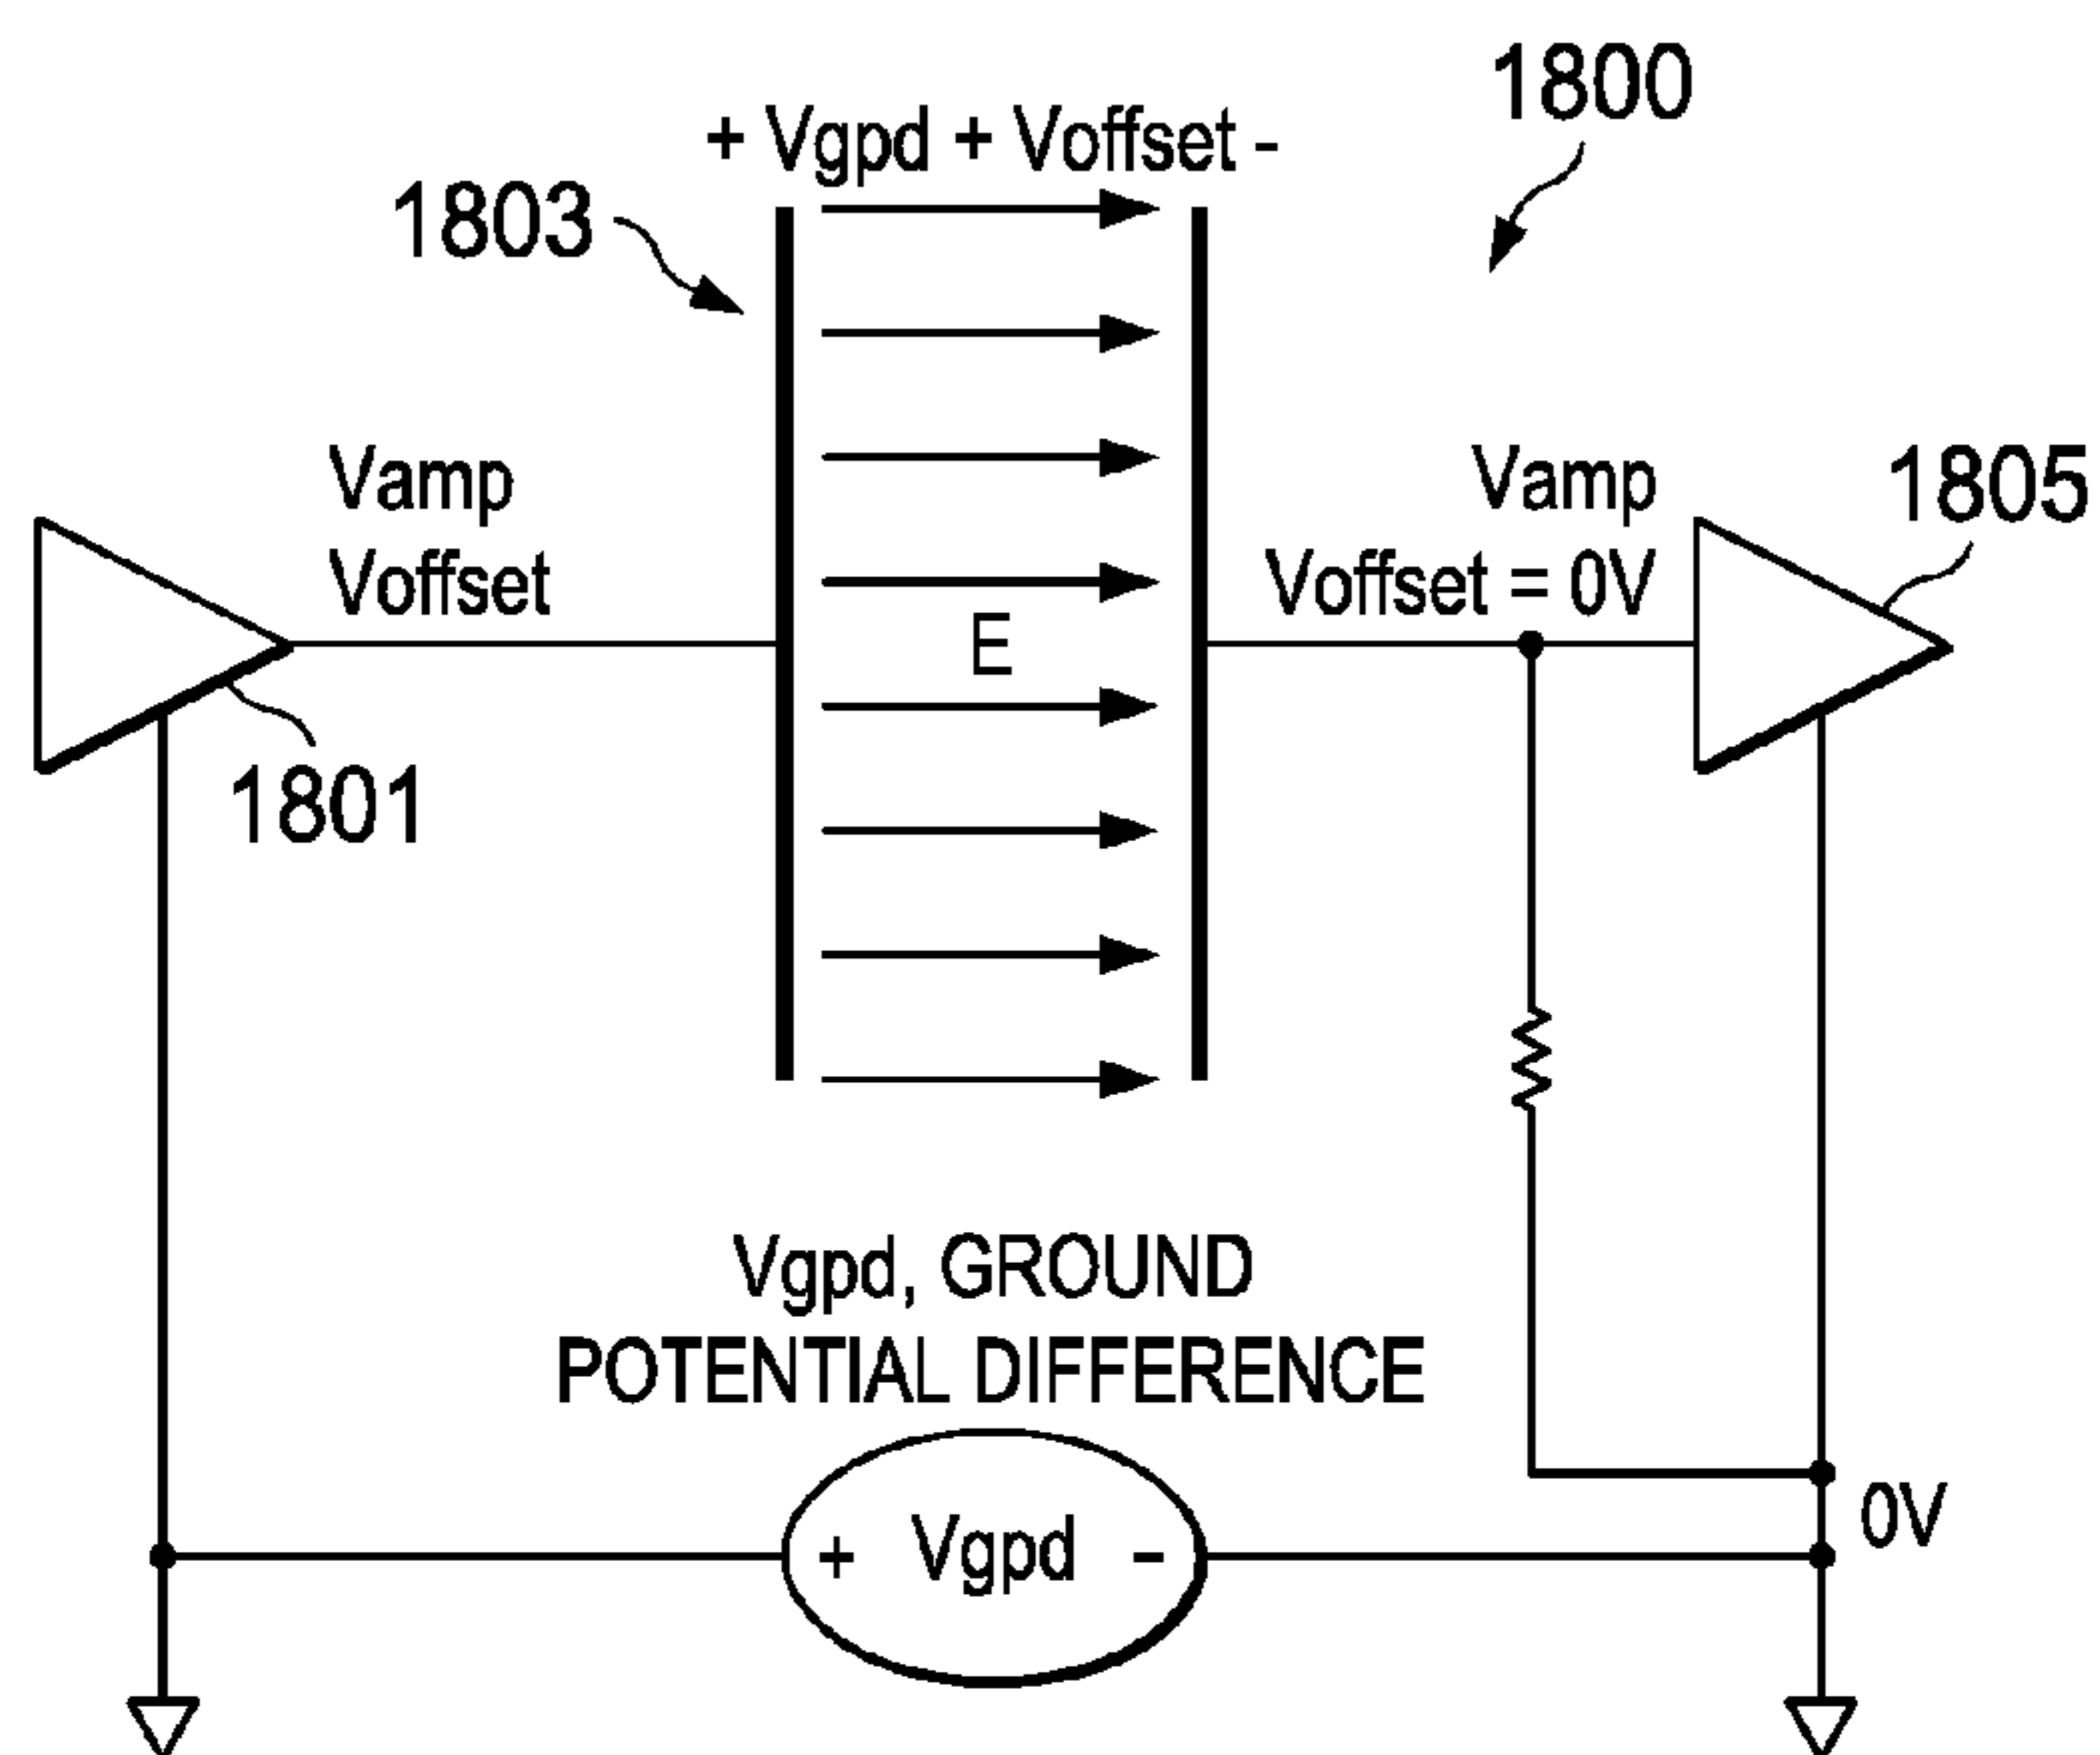 1800
+ Vgpd + Voffset -
1803
Vamp
Voffset
Vamp
Voffset = 0V
1805
E
1801
Vgpd, GROUND
POTENTIAL DIFFERENCE
+ Vgpd -
0V